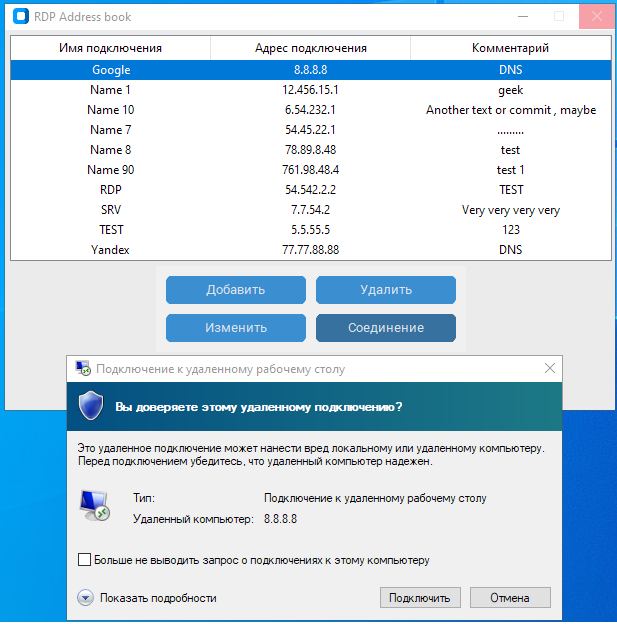 RDP Address book
Имя подключения Адрес подключения Комментарий
Google 8.8.8.8 DNS
Name 1 12.456.15.1 geek
Name 10 6.54.232.1 Another text or commit , maybe
Name 7 54.45.22.1 .........
Name 8 78.89.8.48 test
Name 90 761.98.48.4 test 1
RDP 54.542.2.2 TEST
SRV 7.7.54.2 Very very very very
TEST 5.5.55.5 123
Yandex 77.77.88.88 DNS
Добавить Удалить
Изменить Соединение
Подключение к удаленному рабочему столу
Вы доверяете этому удаленному подключению?
Это удаленное подключение может нанести вред локальному или удаленному компьютеру.
Перед подключением убедитесь, что удаленный компьютер надежен.
Тип: Подключение к удаленному рабочему столу
Удаленный компьютер: 8.8.8.8
Больше не выводить запрос о подключениях к этому компьютеру
Показать подробности Подключить Отмена